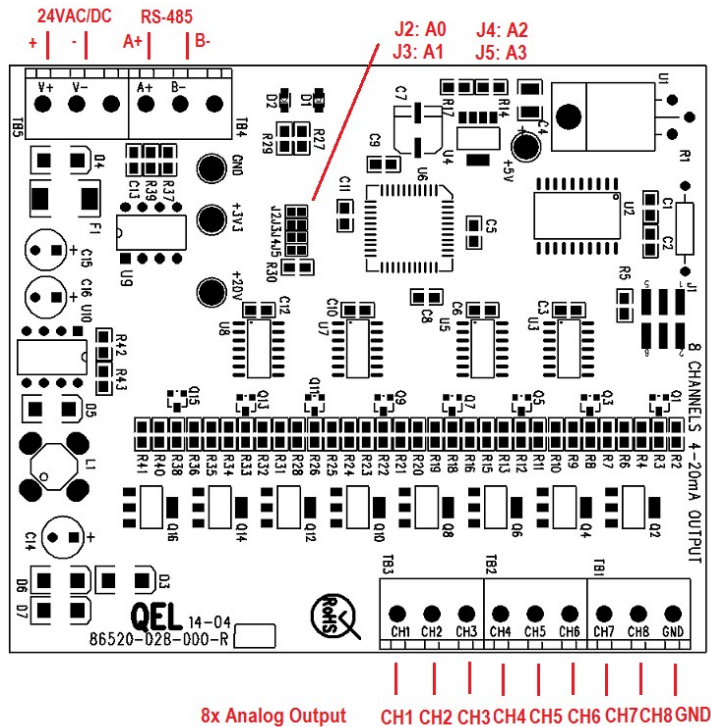 24VAC/DC RS-485
+ - A+ B-
J2: A0 J4: A2
J3: A1 J5: A3
V+ V- A+ B-
TB5 TB4
D2 D1
R29 R27
C7 R17 R14 U1
C4 U4 +5V R1
D4 C13 R39 R37 GND
C9 U6
F1 C11 U2 C1
+3V3 J2J3J4J5 C5 C2
C15 U9 R30 R5 J1
C16 +20V C8
U10 C12 C10 U5 C6 C3
U8 U7 U3
6 2 1
R42
R43
D5 Q15 Q13 Q11 Q9 Q7 Q5 Q3 Q1
L1 R41 R40 R38 R36 R35 R34 R33 R32 R31 R28 R26 R25 R24 R23 R22 R21 R20 R19 R18 R16 R15 R13 R12 R11 R10 R9 R8 R7 R6 R4 R3 R2
8 CHANNELS 4-20mA OUTPUT
C14 + Q16 Q14 Q12 Q10 Q8 Q6 Q4 Q2
D6 D3
D7
TB3 TB2 TB1
QEL 14-04
86520-028-000-R
RoHS
CH1 CH2 CH3 CH4 CH5 CH6 CH7 CH8 GND
8x Analog Output CH1 CH2 CH3 CH4 CH5 CH6 CH7 CH8 GND